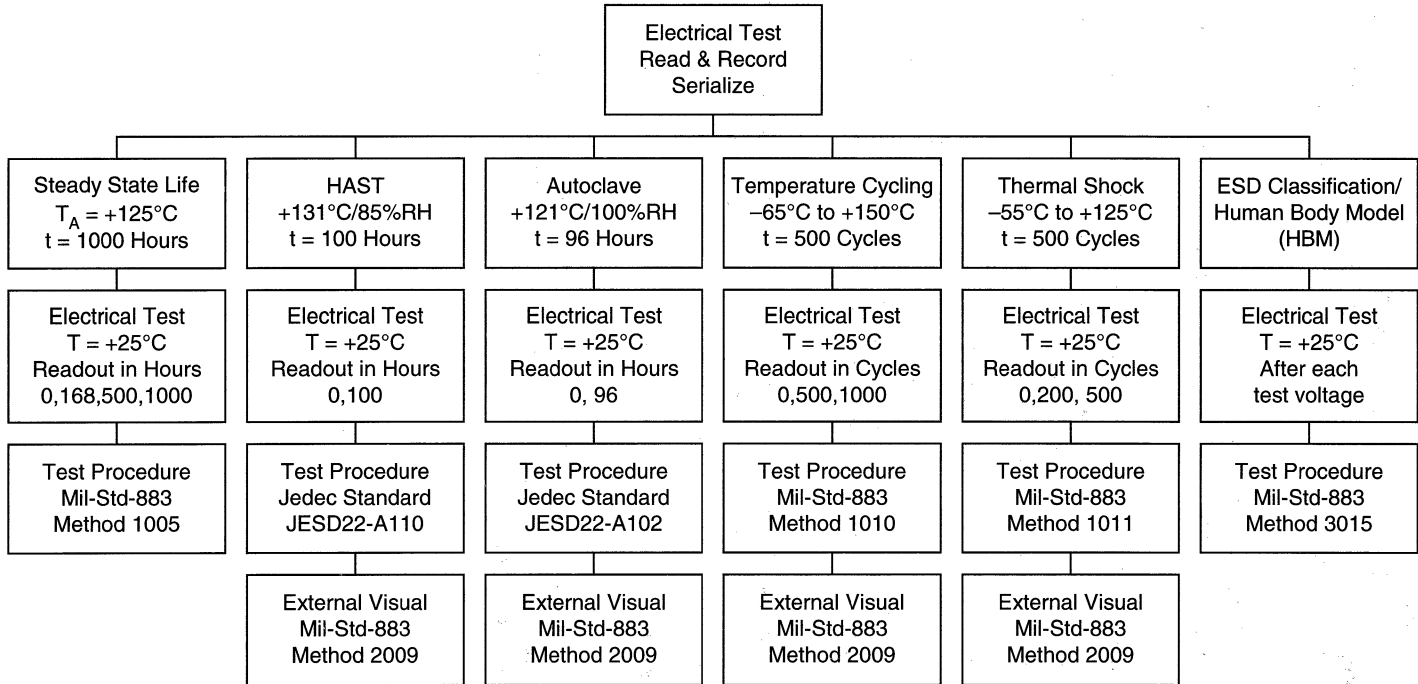 Electrical Test
Read & Record
Serialize
Steady State Life
T_A = +125°C
t = 1000 Hours
HAST
+131°C/85%RH
t = 100 Hours
Autoclave
+121°C/100%RH
t = 96 Hours
Temperature Cycling
–65°C to +150°C
t = 500 Cycles
Thermal Shock
–55°C to +125°C
t = 500 Cycles
ESD Classification/
Human Body Model
(HBM)
Electrical Test
T = +25°C
Readout in Hours
0,168,500,1000
Electrical Test
T = +25°C
Readout in Hours
0,100
Electrical Test
T = +25°C
Readout in Hours
0, 96
Electrical Test
T = +25°C
Readout in Cycles
0,500,1000
Electrical Test
T = +25°C
Readout in Cycles
0,200, 500
Electrical Test
T = +25°C
After each
test voltage
Test Procedure
Mil-Std-883
Method 1005
Test Procedure
Jedec Standard
JESD22-A110
Test Procedure
Jedec Standard
JESD22-A102
Test Procedure
Mil-Std-883
Method 1010
Test Procedure
Mil-Std-883
Method 1011
Test Procedure
Mil-Std-883
Method 3015
External Visual
Mil-Std-883
Method 2009
External Visual
Mil-Std-883
Method 2009
External Visual
Mil-Std-883
Method 2009
External Visual
Mil-Std-883
Method 2009